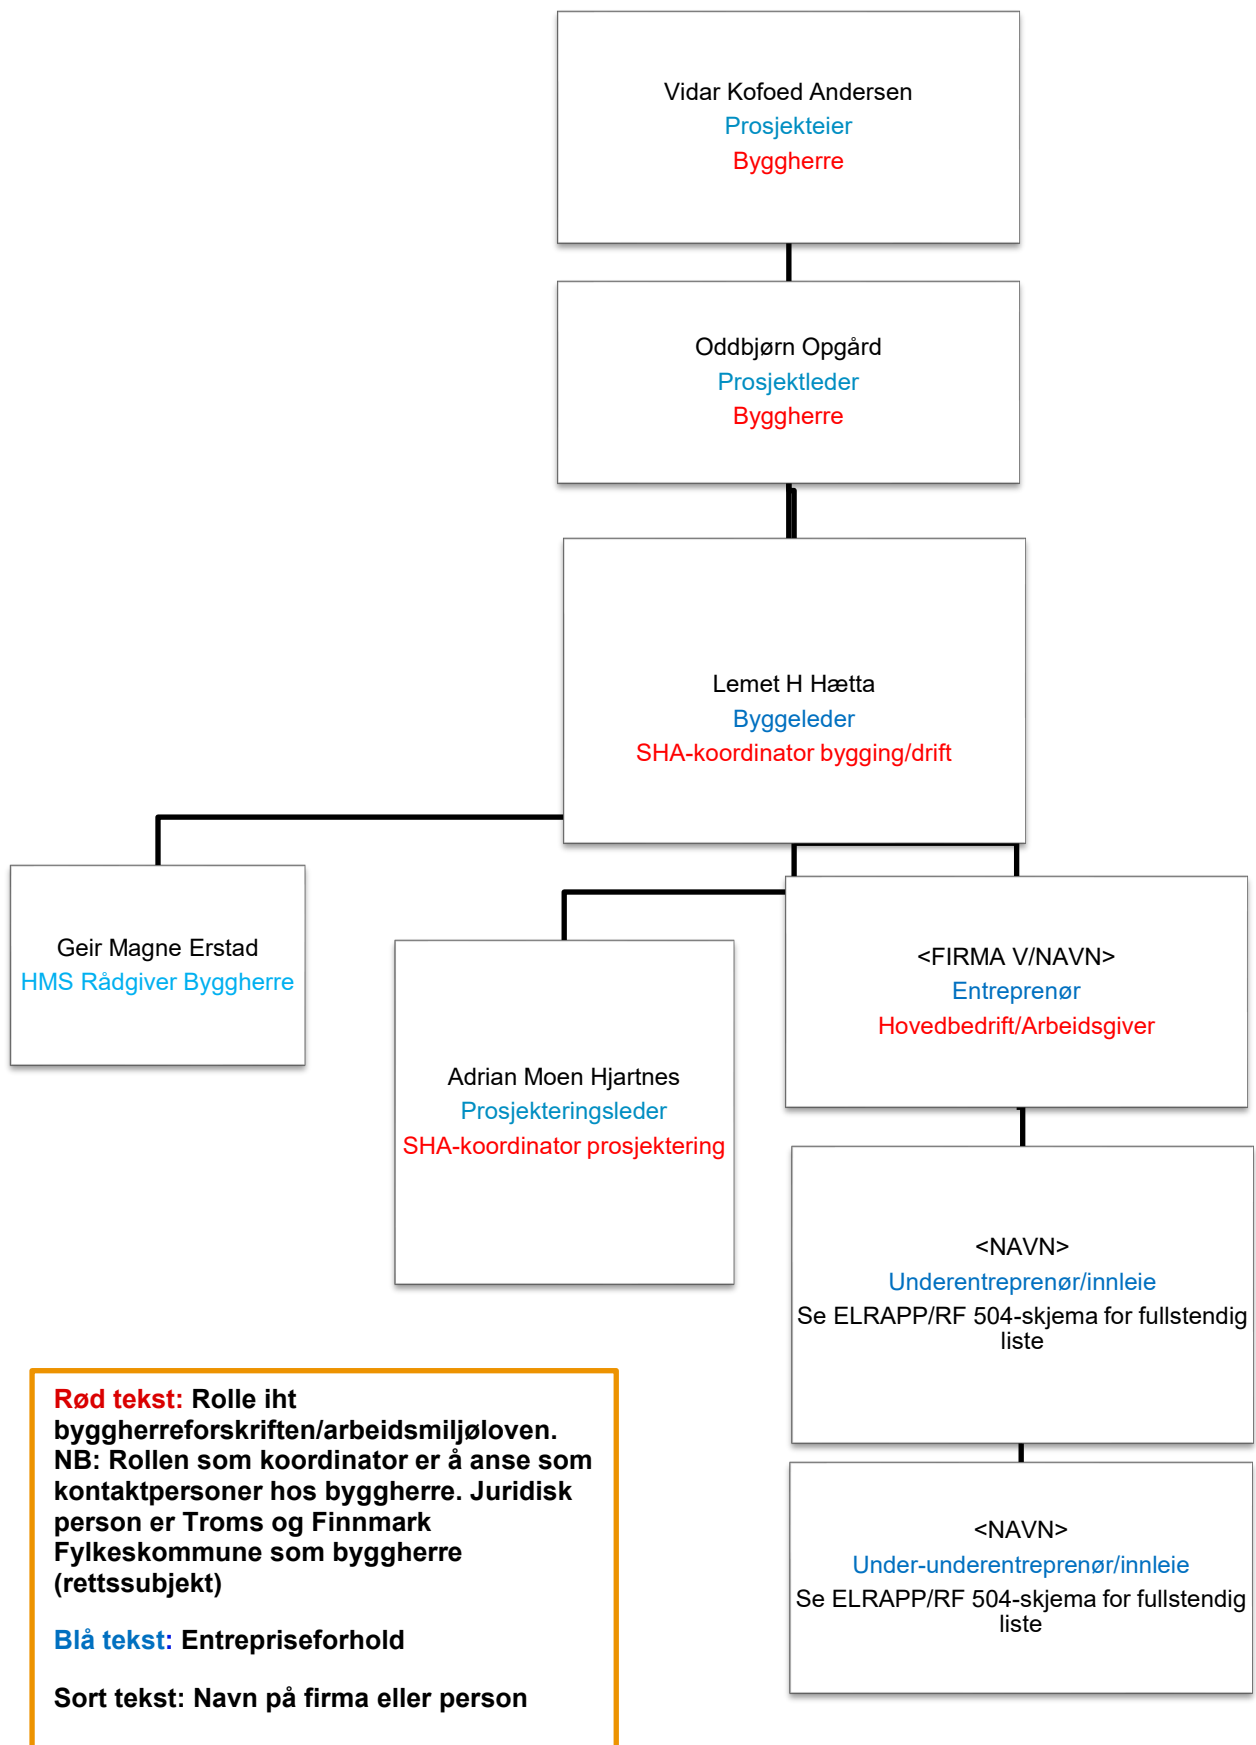 Vidar Kofoed Andersen
Prosjekteier
Byggherre
Oddbjørn Opgård
Prosjektleder
Byggherre
Lemet H Hætta
Byggeleder
SHA-koordinator bygging/drift
Geir Magne Erstad
HMS Rådgiver Byggherre
Adrian Moen Hjartnes
Prosjekteringsleder
SHA-koordinator prosjektering
<FIRMA V/NAVN>
Entreprenør
Hovedbedrift/Arbeidsgiver
<NAVN>
Underentreprenør/innleie
Se ELRAPP/RF 504-skjema for fullstendig
liste
<NAVN>
Under-underentreprenør/innleie
Se ELRAPP/RF 504-skjema for fullstendig
liste
Rød tekst: Rolle iht
byggherreforskriften/arbeidsmiljøloven.
NB: Rollen som koordinator er å anse som
kontaktpersoner hos byggherre. Juridisk
person er Troms og Finnmark
Fylkeskommune som byggherre
(rettssubjekt)
Blå tekst: Entrepriseforhold
Sort tekst: Navn på firma eller person